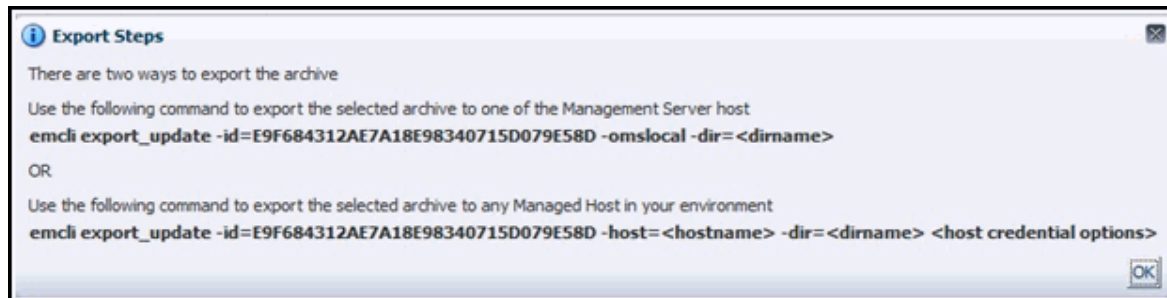 Export Steps
There are two ways to export the archive
Use the following command to export the selected archive to one of the Management Server host
emcli export_update -id=E9F684312AE7A18E98340715D079E58D -omslocal -dir=<dirname>
OR
Use the following command to export the selected archive to any Managed Host in your environment
emcli export_update -id=E9F684312AE7A18E98340715D079E58D -host=<hostname> -dir=<dirname> <host credential options>
OK